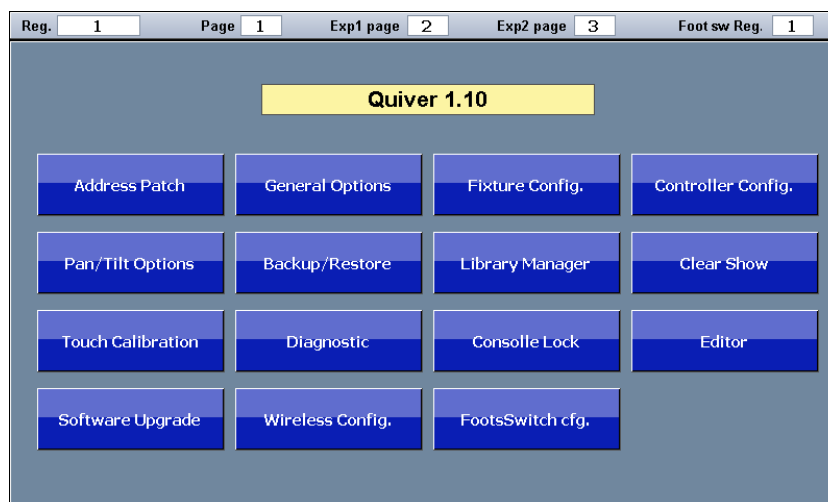 Reg. 1 Page 1 Exp1 page 2 Exp2 page 3 Foot sw Reg. 1
Quiver 1.10
Address Patch General Options Fixture Config. Controller Config.
Pan/Tilt Options Backup/Restore Library Manager Clear Show
Touch Calibration Diagnostic Consolle Lock Editor
Software Upgrade Wireless Config. FootsSwitch cfg.